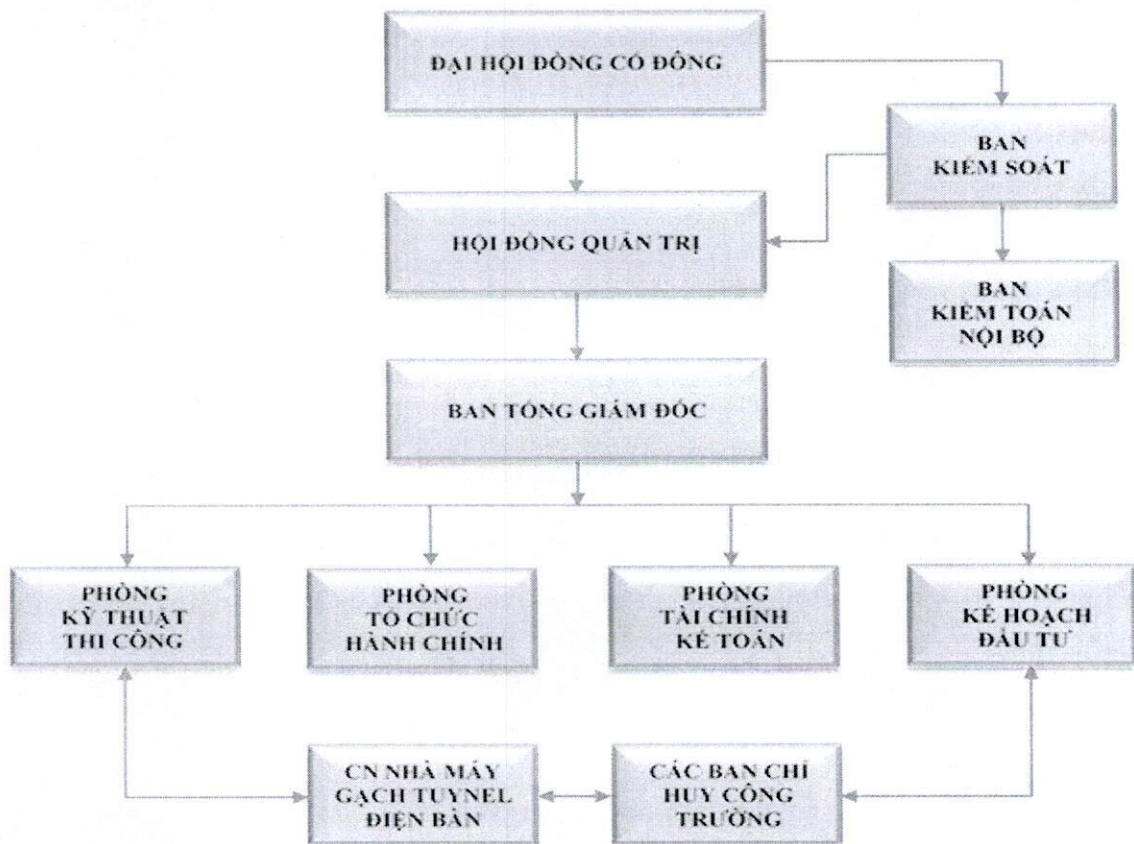 ĐẠI HỘI ĐỒNG CỔ ĐÔNG
BAN
KIỂM SOÁT
HỘI ĐỒNG QUẢN TRỊ
BAN
KIỂM TOÁN
NỘI BỘ
BAN TỔNG GIÁM ĐỐC
PHÒNG
KỸ THUẬT
THI CÔNG
PHÒNG
TỔ CHỨC
HÀNH CHÍNH
PHÒNG
TÀI CHÍNH
KẾ TOÁN
PHÒNG
KẾ HOẠCH
ĐẦU TƯ
CN NHÀ MÁY
GẠCH TUYNEL
ĐIỆN BÀN
CÁC BAN CHỈ
HUY CÔNG
TRƯỜNG